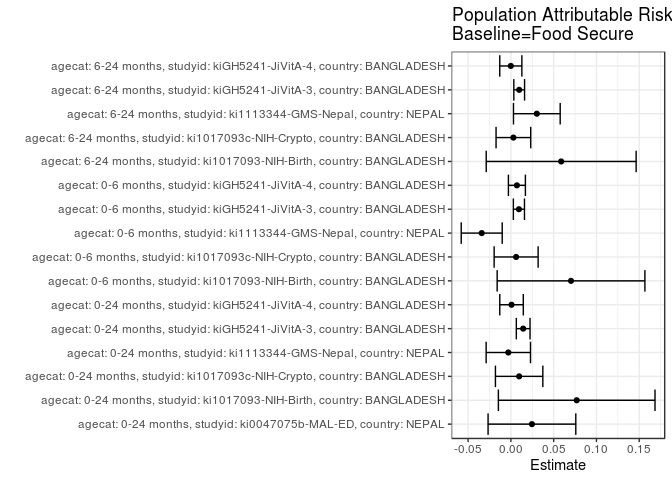 Population Attributable Risk
Baseline=Food Secure
agecat: 6-24 months, studyid: kiGH5241-JiVitA-4, country: BANGLADESH
agecat: 6-24 months, studyid: kiGH5241-JiVitA-3, country: BANGLADESH
agecat: 6-24 months, studyid: ki1113344-GMS-Nepal, country: NEPAL
agecat: 6-24 months, studyid: ki1017093c-NIH-Crypto, country: BANGLADESH
agecat: 6-24 months, studyid: ki1017093-NIH-Birth, country: BANGLADESH
agecat: 0-6 months, studyid: kiGH5241-JiVitA-4, country: BANGLADESH
agecat: 0-6 months, studyid: kiGH5241-JiVitA-3, country: BANGLADESH
agecat: 0-6 months, studyid: ki1113344-GMS-Nepal, country: NEPAL
agecat: 0-6 months, studyid: ki1017093c-NIH-Crypto, country: BANGLADESH
agecat: 0-6 months, studyid: ki1017093-NIH-Birth, country: BANGLADESH
agecat: 0-24 months, studyid: kiGH5241-JiVitA-4, country: BANGLADESH
agecat: 0-24 months, studyid: kiGH5241-JiVitA-3, country: BANGLADESH
agecat: 0-24 months, studyid: ki1113344-GMS-Nepal, country: NEPAL
agecat: 0-24 months, studyid: ki1017093c-NIH-Crypto, country: BANGLADESH
agecat: 0-24 months, studyid: ki1017093-NIH-Birth, country: BANGLADESH
agecat: 0-24 months, studyid: ki0047075b-MAL-ED, country: NEPAL
-0.05 0.00 0.05 0.10 0.15
Estimate